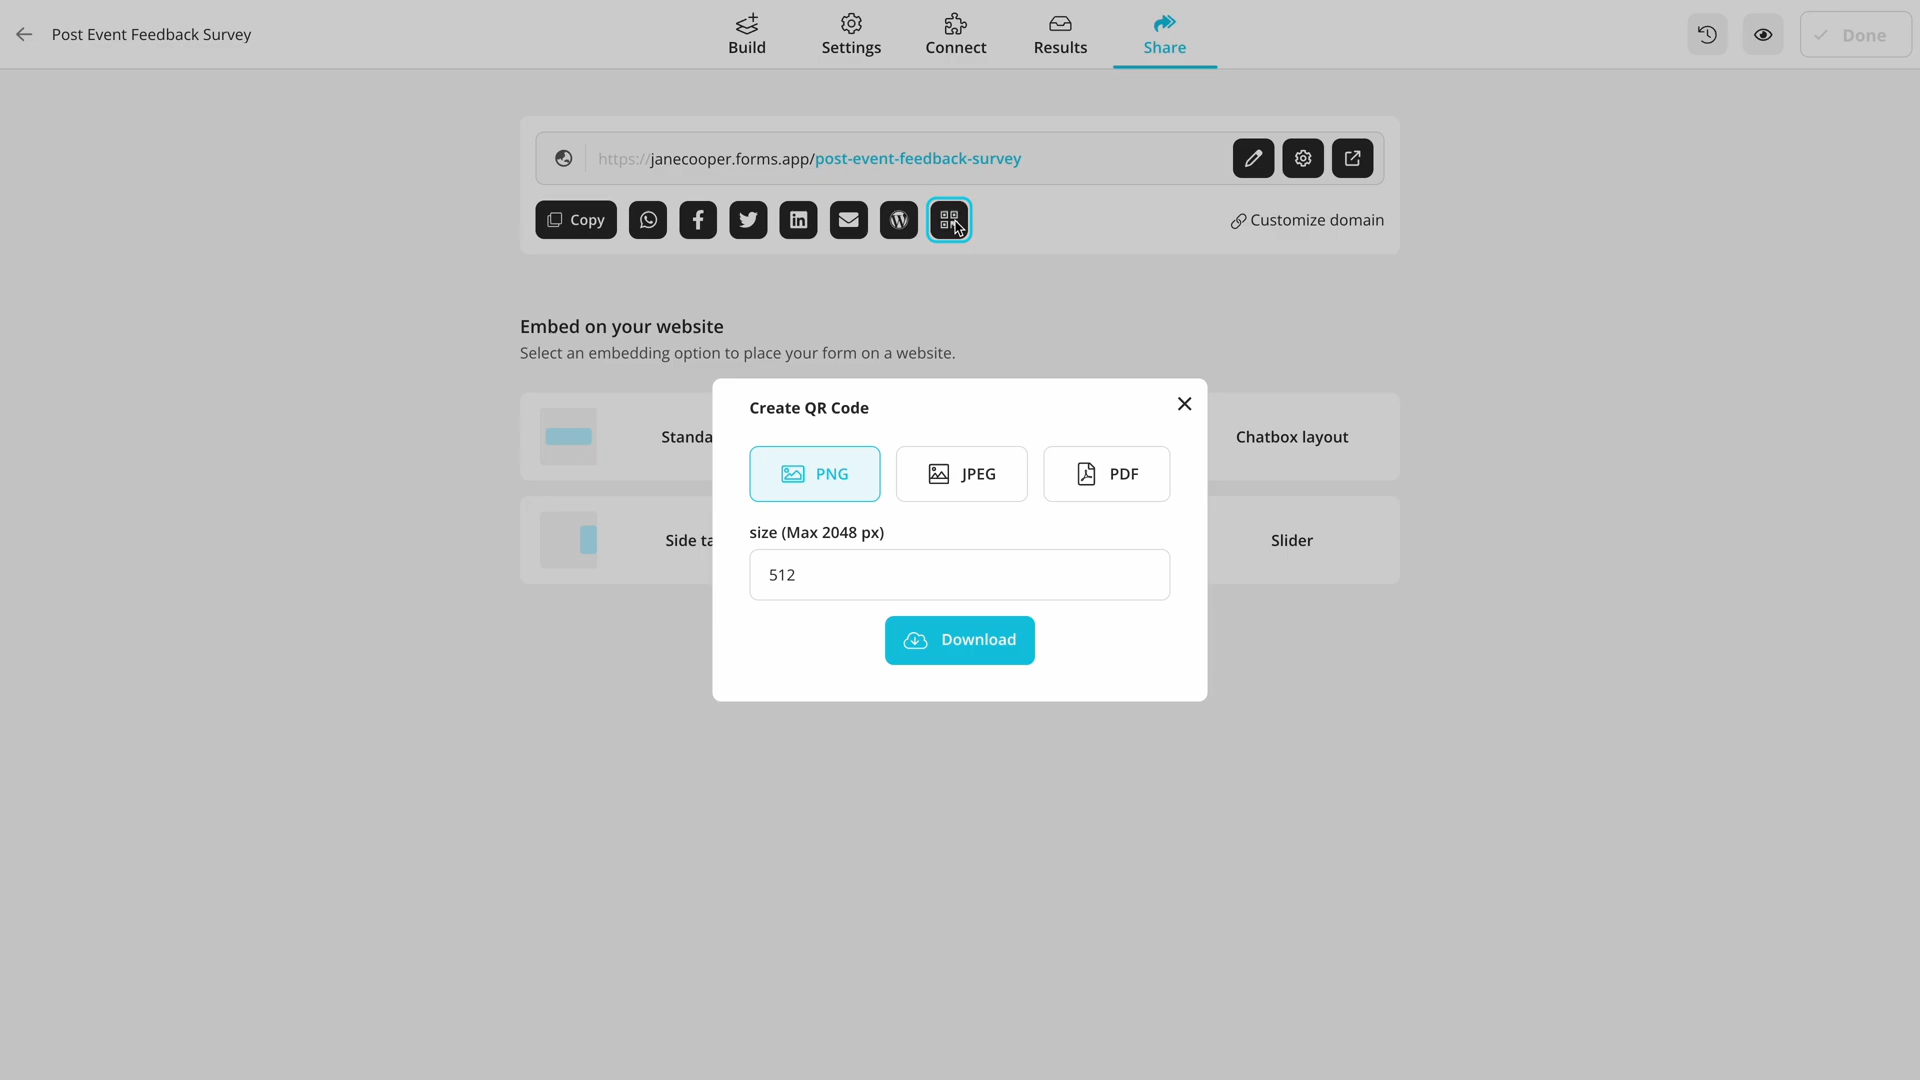 Post Event Feedback Survey
Build
Settings
Connect
Results
Share
Done
https://janecooper.forms.app/post-event-feedback-survey
Copy
Customize domain
Embed on your website
Select an embedding option to place your form on a website.
Standa
Chatbox layout
Side ta
Slider
Create QR Code
PNG
JPEG
PDF
size (Max 2048 px)
512
Download